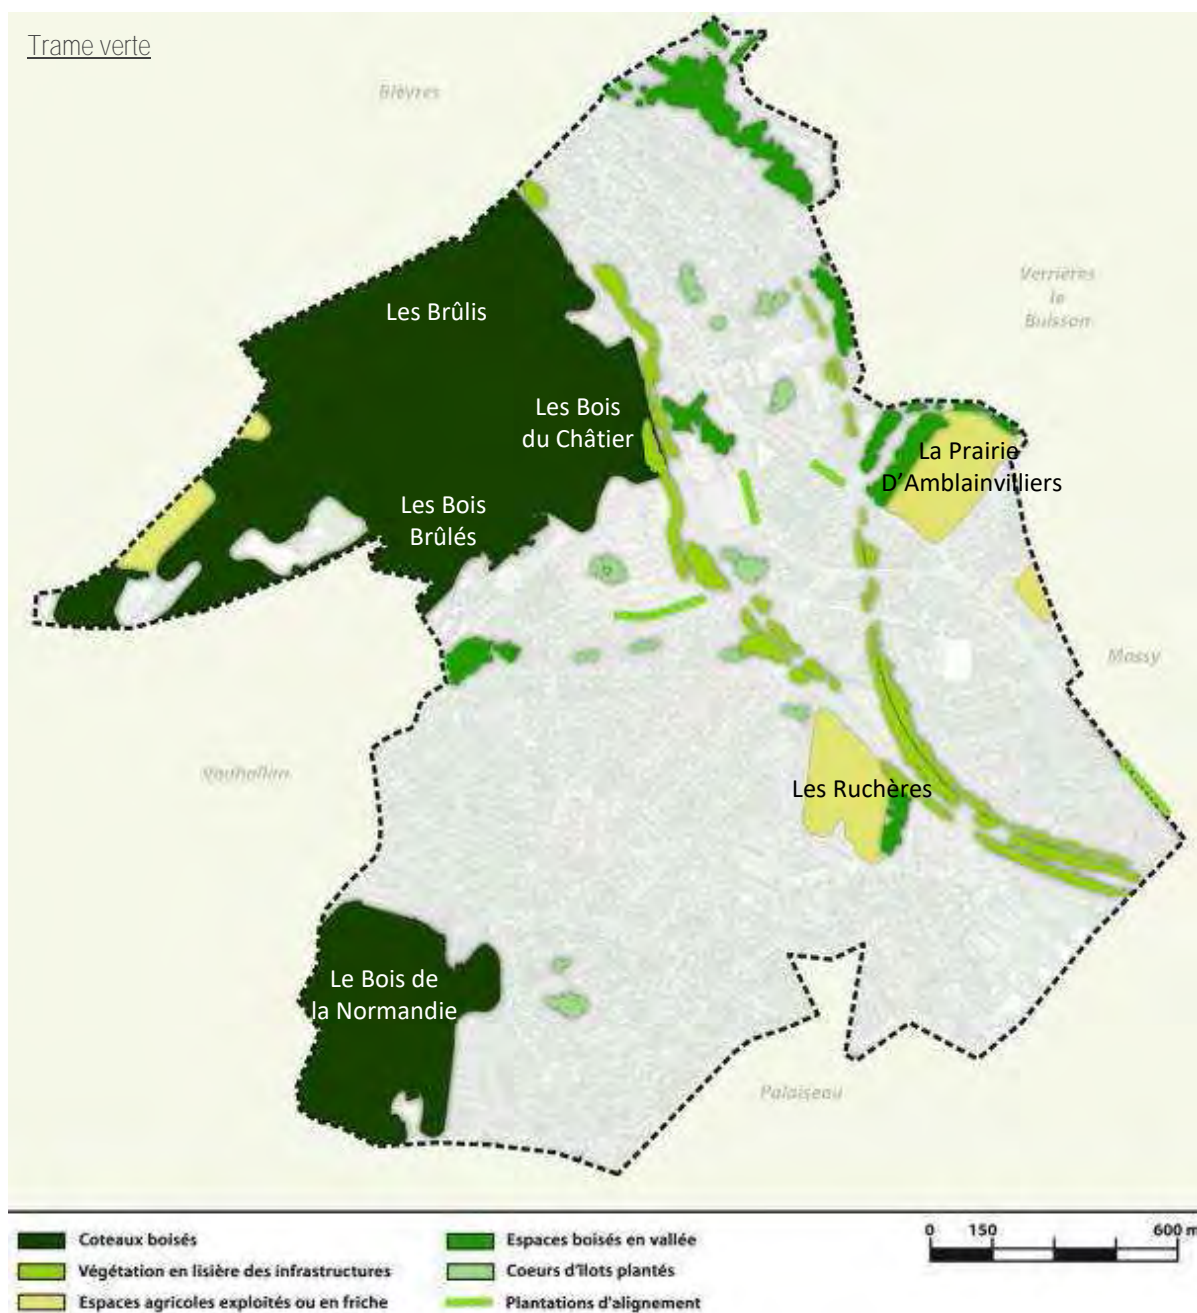 Trame verte
Bièvres
Verrières
le
Buisson
Les Brûlis
Les Bois
du Châtier
La Prairie
D'Amblainvilliers
Les Bois
Brûlés
Massy
Vauhallan
Les Ruchères
Le Bois de
la Normandie
Palaiseau
Coteaux boisés
Végétation en lisière des infrastructures
Espaces agricoles exploités ou en friche
Espaces boisés en vallée
Coeurs d'îlots plantés
Plantations d'alignement
0 150 600 m